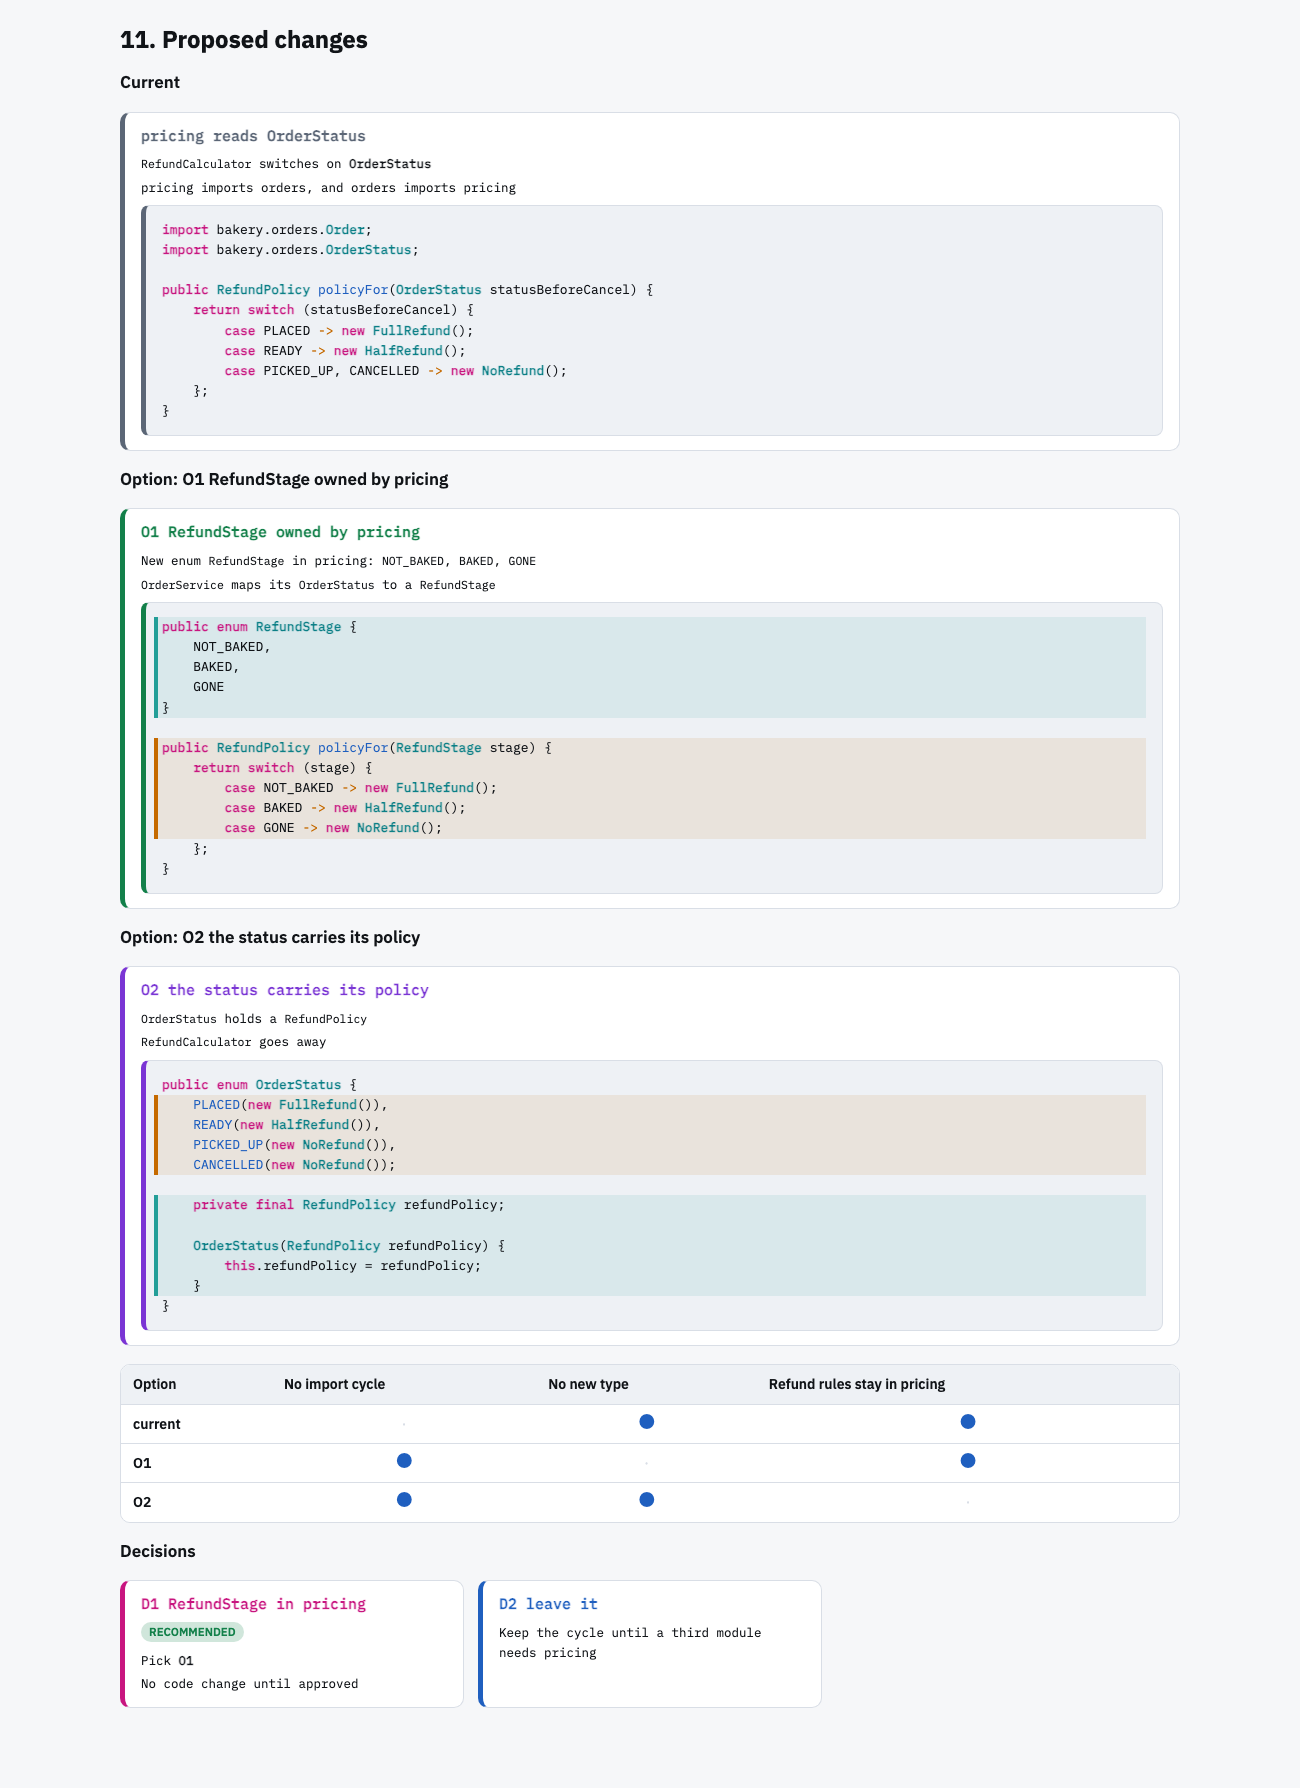 11. Proposed changes
Current
pricing reads OrderStatus
RefundCalculator switches on OrderStatus
pricing imports orders, and orders imports pricing
import bakery.orders.Order;
import bakery.orders.OrderStatus;
public RefundPolicy policyFor(OrderStatus statusBeforeCancel) {
    return switch (statusBeforeCancel) {
        case PLACED -> new FullRefund();
        case READY -> new HalfRefund();
        case PICKED_UP, CANCELLED -> new NoRefund();
    };
}
Option: O1 RefundStage owned by pricing
O1 RefundStage owned by pricing
New enum RefundStage in pricing: NOT_BAKED, BAKED, GONE
OrderService maps its OrderStatus to a RefundStage
public enum RefundStage {
    NOT_BAKED,
    BAKED,
    GONE
}
public RefundPolicy policyFor(RefundStage stage) {
    return switch (stage) {
        case NOT_BAKED -> new FullRefund();
        case BAKED -> new HalfRefund();
        case GONE -> new NoRefund();
    };
}
Option: O2 the status carries its policy
O2 the status carries its policy
OrderStatus holds a RefundPolicy
RefundCalculator goes away
public enum OrderStatus {
    PLACED(new FullRefund()),
    READY(new HalfRefund()),
    PICKED_UP(new NoRefund()),
    CANCELLED(new NoRefund());
    private final RefundPolicy refundPolicy;
    OrderStatus(RefundPolicy refundPolicy) {
        this.refundPolicy = refundPolicy;
    }
}
Option No import cycle No new type Refund rules stay in pricing
current
O1
O2
Decisions
D1 RefundStage in pricing
RECOMMENDED
Pick O1
No code change until approved
D2 leave it
Keep the cycle until a third module
needs pricing